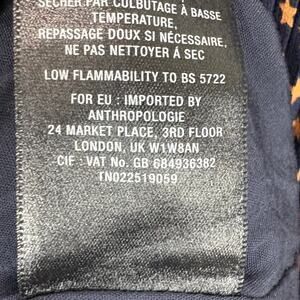 SÉCHER PAR CULBUTAGE À BASSE
TEMPERATURE,
REPASSAGE DOUX SI NÉCESSAIRE,
NE PAS NETTOYER Á SEC
LOW FLAMMABILITY TO BS 5722
FOR EU : IMPORTED BY
ANTHROPOLOGIE
24 MARKET PLACE, 3RD FLOOR
LONDON, UK W1W8AN
CIF : VAT No. GB 684936382
TN022519059